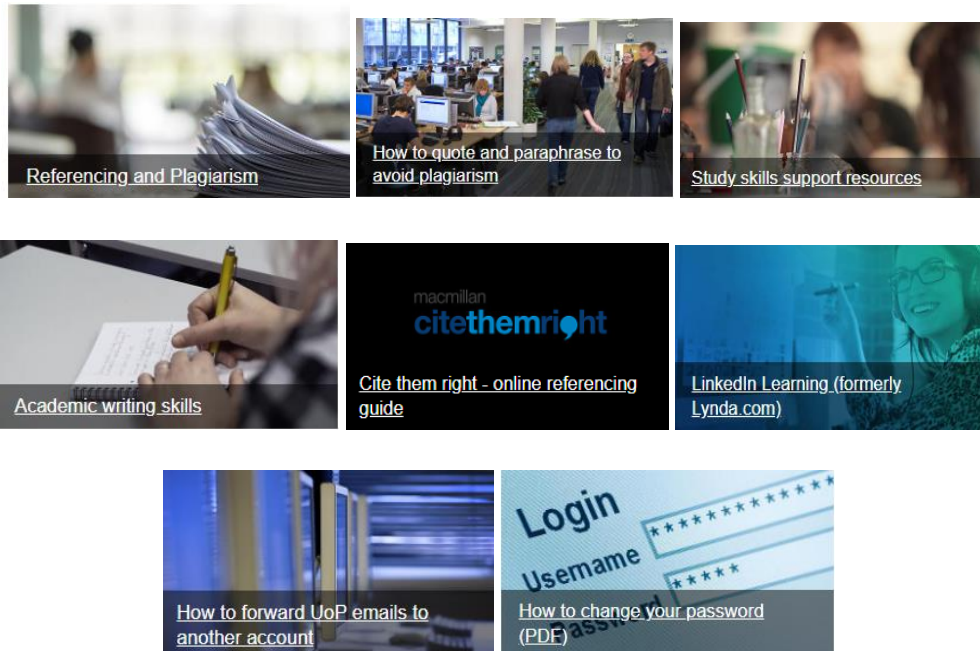 Referencing and Plagiarism
How to quote and paraphrase to
avoid plagiarism
Study skills support resources
Academic writing skills
macmillan
citethemright
Cite them right - online referencing
guide
LinkedIn Learning (formerly
Lynda.com)
How to forward UoP emails to
another account
Login
Username
Password
How to change your password
(PDF)